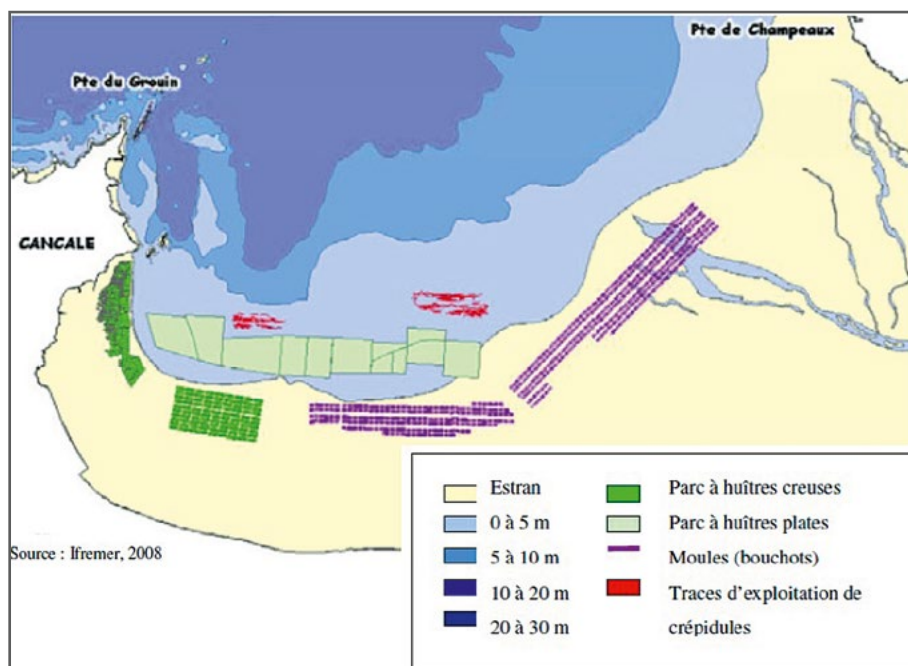 Pte de Champeaux
Pte du Grouin
CANCALE
Source : Ifremer, 2008
Estran
0 à 5 m
5 à 10 m
10 à 20 m
20 à 30 m
Parc à huîtres creuses
Parc à huîtres plates
Moules (bouchots)
Traces d'exploitation de
crépidules